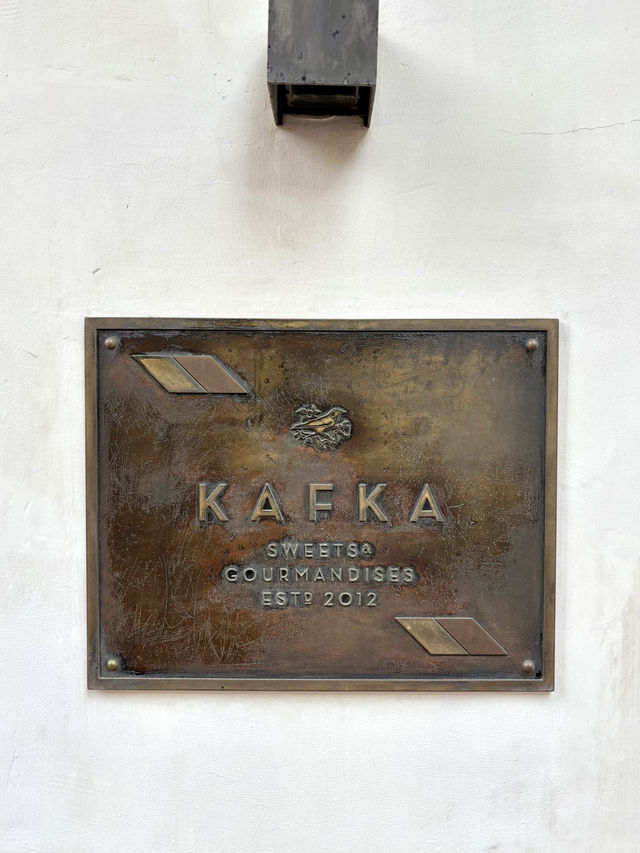 KAFKA
SWEETS &
GOURMANDISES
ESTD 2012